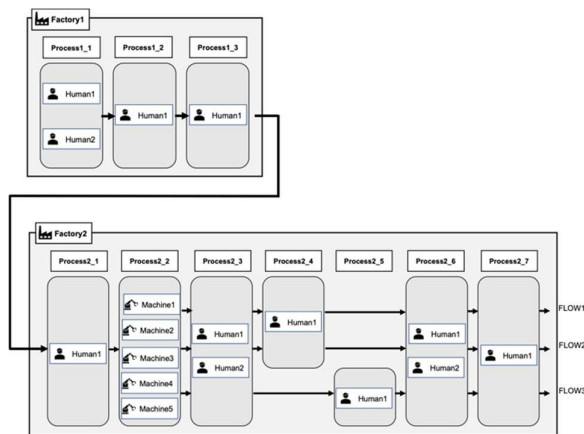 Factory1
Process1_1
Process1_2
Process1_3
Human1
Human2
Human1
Human1
Factory2
Process2_1
Process2_2
Process2_3
Process2_4
Process2_5
Process2_6
Process2_7
Human1
Machine1
Machine2
Machine3
Machine4
Machine5
Human1
Human2
Human1
Human1
Human1
Human2
Human1
FLOW1
FLOW2
FLOW3